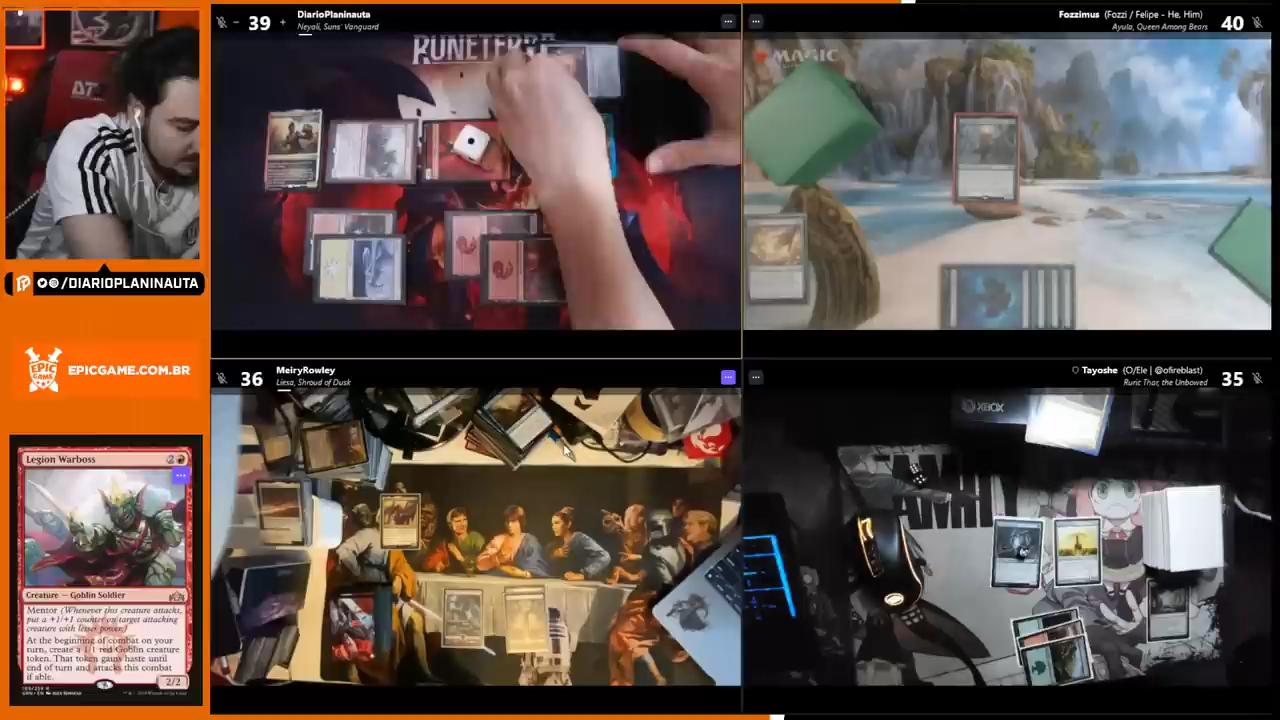 39
DiarioPlaninauta
Neyali, Suns' Vanguard
Fozzimus (Fozzi / Felipe - He, Him)
Ayula, Queen Among Bears
40
RUNETERRA
MAGIC
@/DIARIOPLANINAUTA
EPIC GAME
EPICGAME.COM.BR
36
MeiryRowley
Liesa, Shroud of Dusk
Tayoshe (O/Ele | @ofireblast)
Ruric Thar, the Unbowed
35
XBOX
Legion Warboss 2
Creature — Goblin Soldier
Mentor (Whenever this creature attacks,
put a +1/+1 counter on target attacking
creature with lesser power.)
At the beginning of combat on your
turn, create a 1/1 red Goblin creature
token. That token gains haste until
end of turn and attacks this combat
if able.
2/2